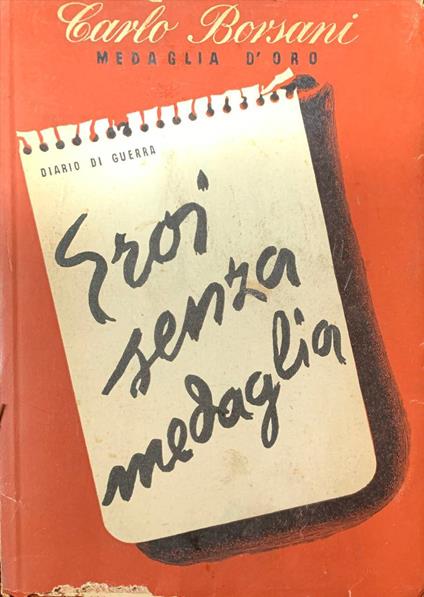 Carlo Borsani
MEDAGLIA D'ORO
DIARIO DI GUERRA
Eroi
senza
medaglia